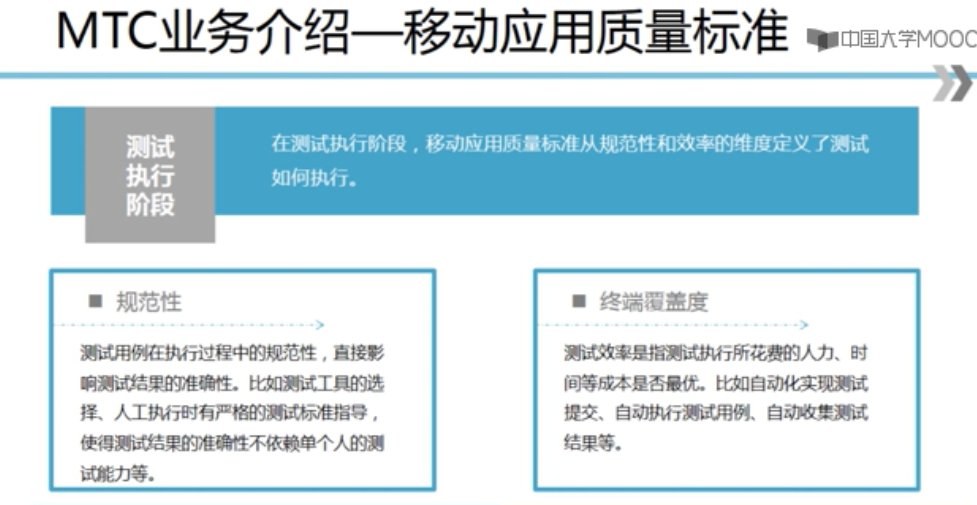 MTC业务介绍—移动应用质量标准
中国大学MOOC
测试
执行
阶段
在测试执行阶段，移动应用质量标准从规范性和效率的维度定义了测试
如何执行。
■ 规范性
测试用例在执行过程中的规范性，直接影
响测试结果的准确性。比如测试工具的选
择、人工执行时有严格的测试标准指导，
使得测试结果的准确性不依赖单个人的测
试能力等。
■ 终端覆盖度
测试效率是指测试执行所花费的人力、时
间等成本是否最优。比如自动化实现测试
提交、自动执行测试用例、自动收集测试
结果等。